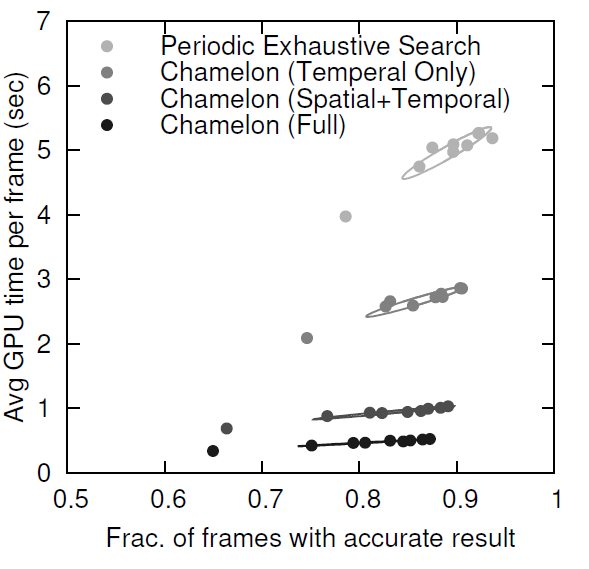 7
6
5
4
3
2
1
0
Avg GPU time per frame (sec)
Periodic Exhaustive Search
Chamelon (Temperal Only)
Chamelon (Spatial+Temporal)
Chamelon (Full)
0.5 0.6 0.7 0.8 0.9 1
Frac. of frames with accurate result